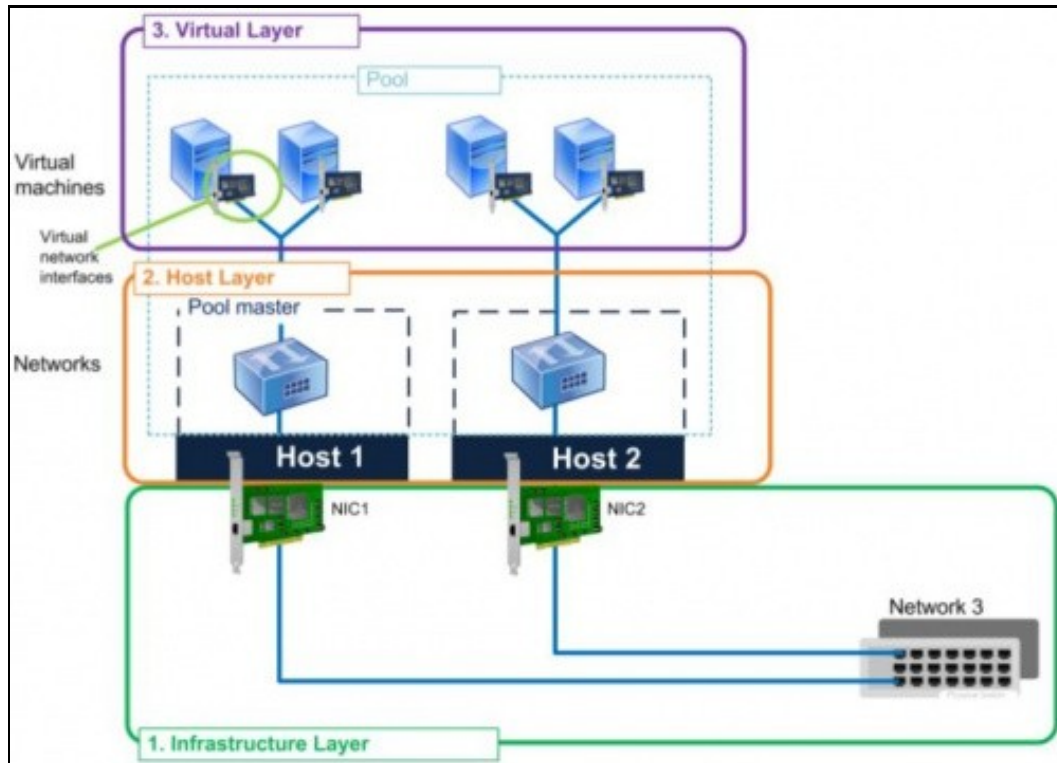 3. Virtual Layer
Pool
Virtual
machines
Virtual
network
interfaces
2. Host Layer
Pool master
Networks
Host 1
Host 2
NIC1
NIC2
Network 3
1. Infrastructure Layer